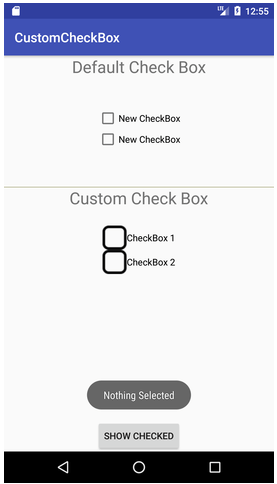 LTE 12:55
CustomCheckBox
Default Check Box
New CheckBox
New CheckBox
Custom Check Box
CheckBox 1
CheckBox 2
Nothing Selected
SHOW CHECKED